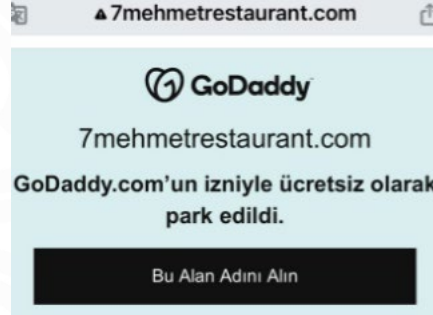 7mehmetrestaurant.com
GoDaddy
7mehmetrestaurant.com
GoDaddy.com’un izniyle ücretsiz olarak
park edildi.
Bu Alan Adını Alın